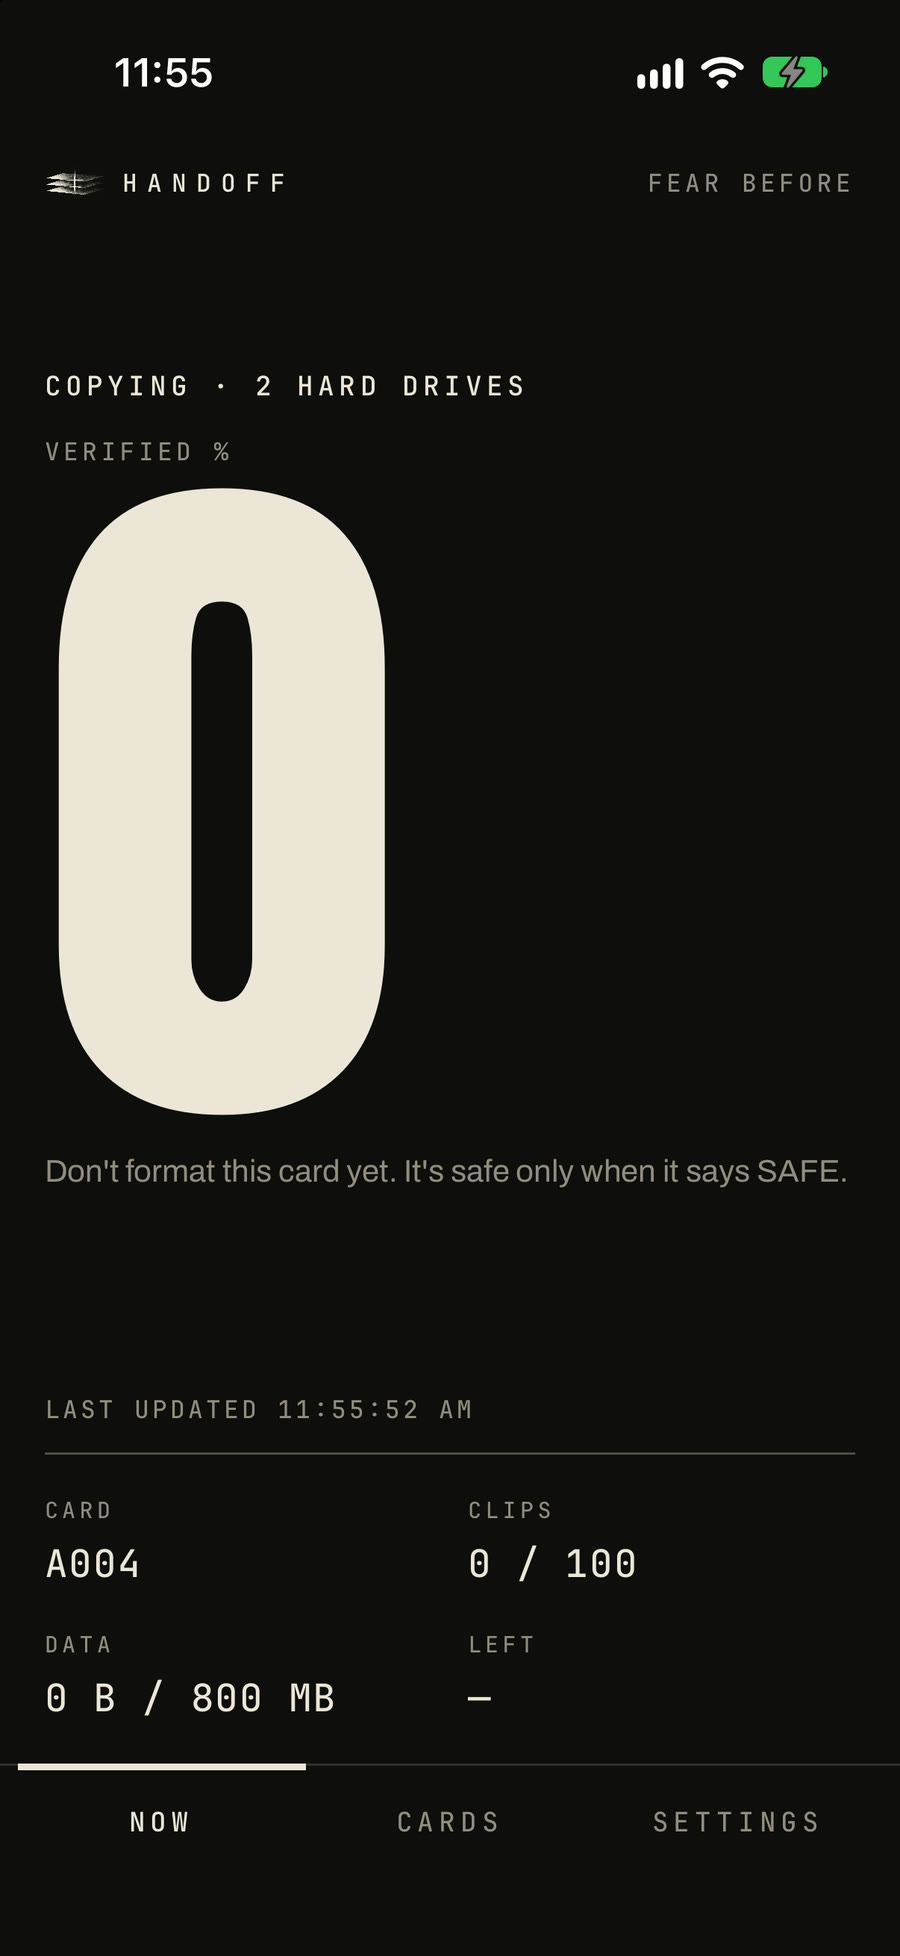 11:55
HANDOFF
FEAR BEFORE
COPYING · 2 HARD DRIVES
VERIFIED %
0
Don't format this card yet. It's safe only when it says SAFE.
LAST UPDATED 11:55:52 AM
CARD
CLIPS
A004
0 / 100
DATA
LEFT
0 B / 800 MB
—
NOW
CARDS
SETTINGS